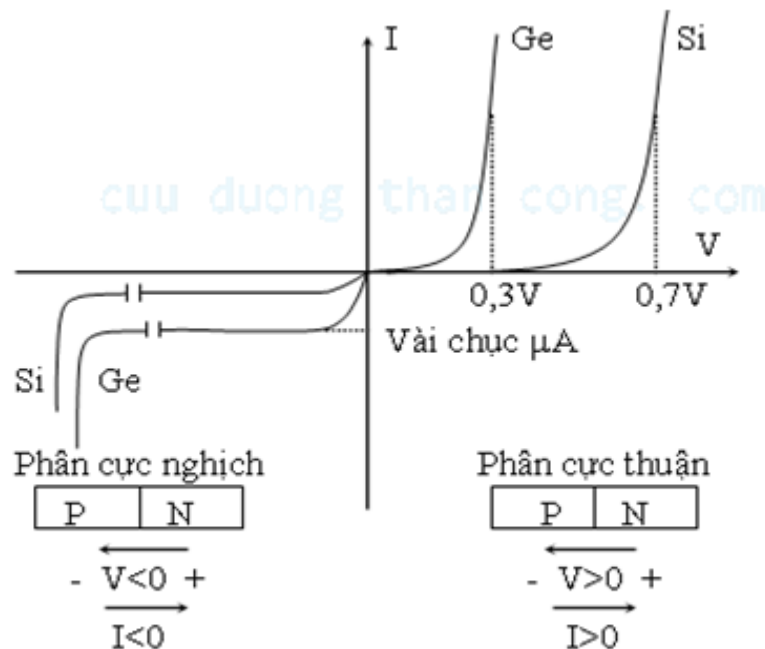 I
Ge
Si
cuu duong than cong . com
V
0,3V
0,7V
Vài chục µA
Si
Ge
Phân cực nghịch
P N
- V<0 +
I<0
Phân cực thuận
P N
- V>0 +
I>0